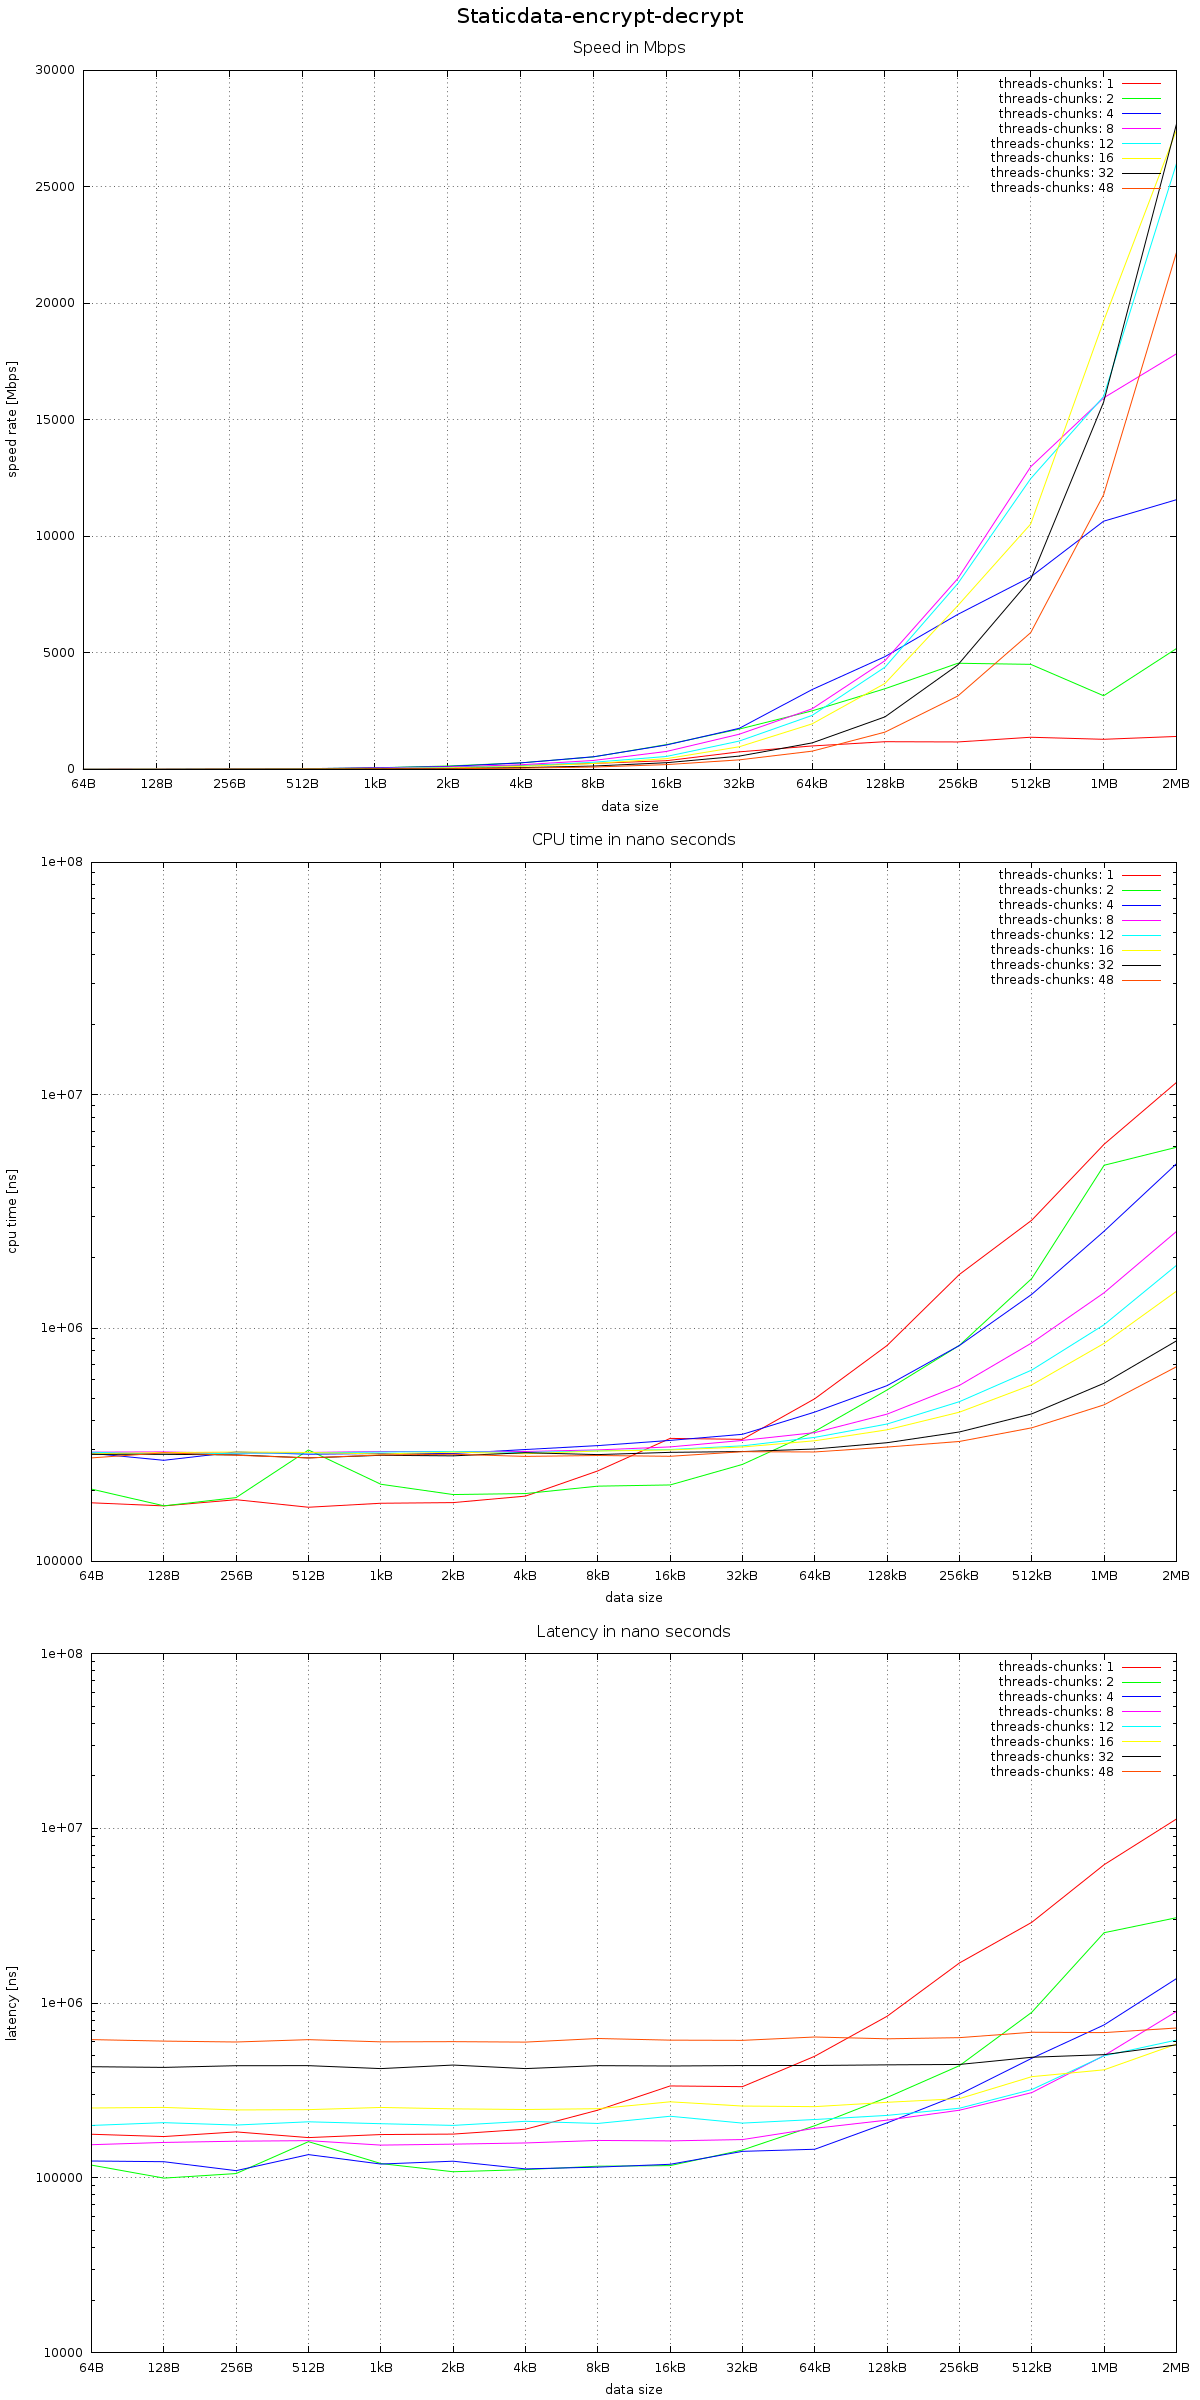 Staticdata-encrypt-decrypt
Speed in Mbps
30000
25000
20000
15000
10000
5000
0
speed rate [Mbps]
threads-chunks: 1
threads-chunks: 2
threads-chunks: 4
threads-chunks: 8
threads-chunks: 12
threads-chunks: 16
threads-chunks: 32
threads-chunks: 48
64B 128B 256B 512B 1kB 2kB 4kB 8kB 16kB 32kB 64kB 128kB 256kB 512kB 1MB 2MB
data size
CPU time in nano seconds
1e+08
1e+07
1e+06
100000
cpu time [ns]
threads-chunks: 1
threads-chunks: 2
threads-chunks: 4
threads-chunks: 8
threads-chunks: 12
threads-chunks: 16
threads-chunks: 32
threads-chunks: 48
64B 128B 256B 512B 1kB 2kB 4kB 8kB 16kB 32kB 64kB 128kB 256kB 512kB 1MB 2MB
data size
Latency in nano seconds
1e+08
1e+07
1e+06
100000
10000
latency [ns]
threads-chunks: 1
threads-chunks: 2
threads-chunks: 4
threads-chunks: 8
threads-chunks: 12
threads-chunks: 16
threads-chunks: 32
threads-chunks: 48
64B 128B 256B 512B 1kB 2kB 4kB 8kB 16kB 32kB 64kB 128kB 256kB 512kB 1MB 2MB
data size